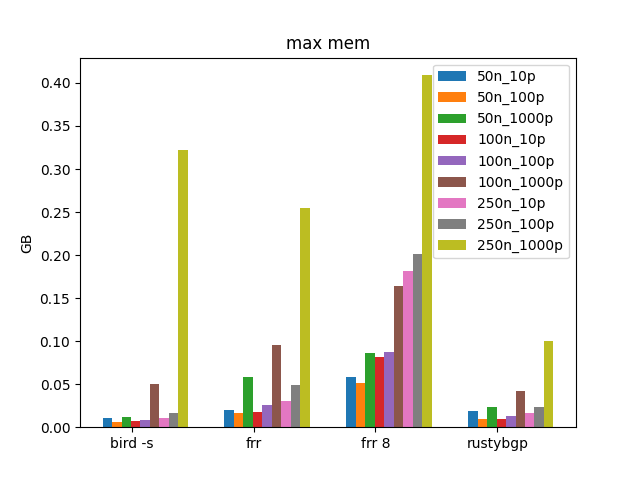 max mem
GB
0.40
0.35
0.30
0.25
0.20
0.15
0.10
0.05
0.00
bird -s
frr
frr 8
rustybgp
50n_10p
50n_100p
50n_1000p
100n_10p
100n_100p
100n_1000p
250n_10p
250n_100p
250n_1000p